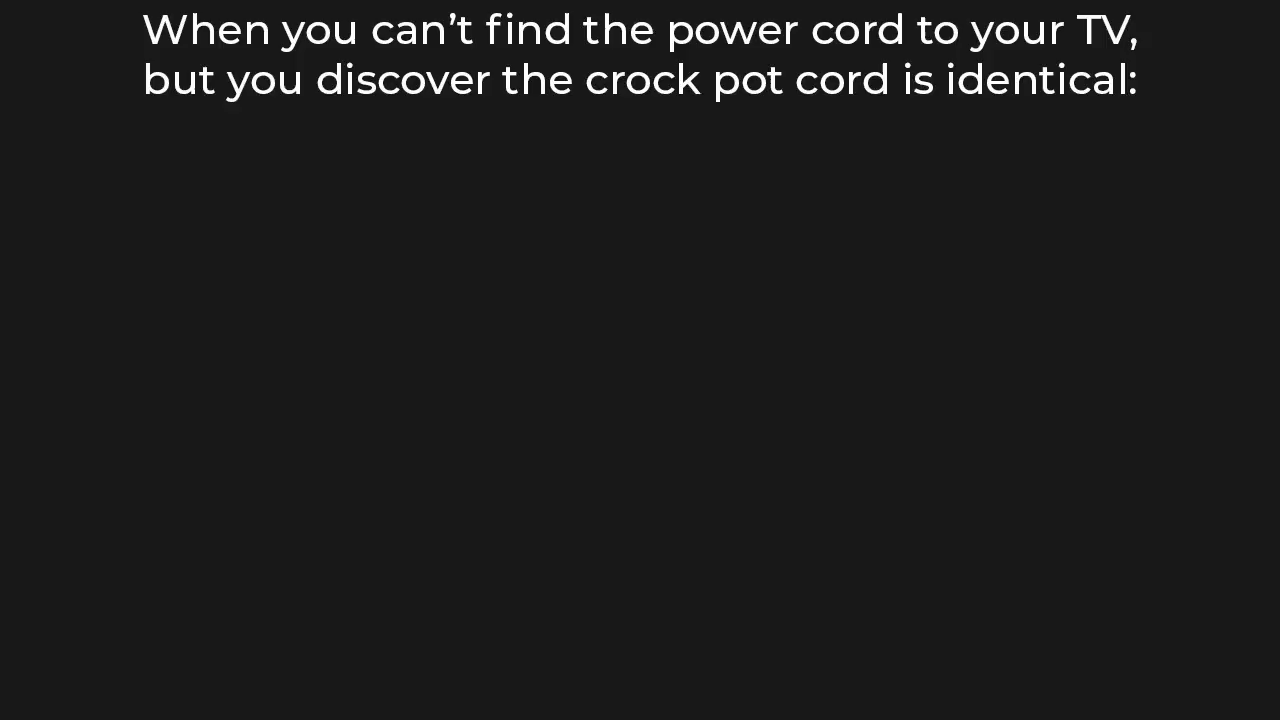 When you can’t find the power cord to your TV,
but you discover the crock pot cord is identical: